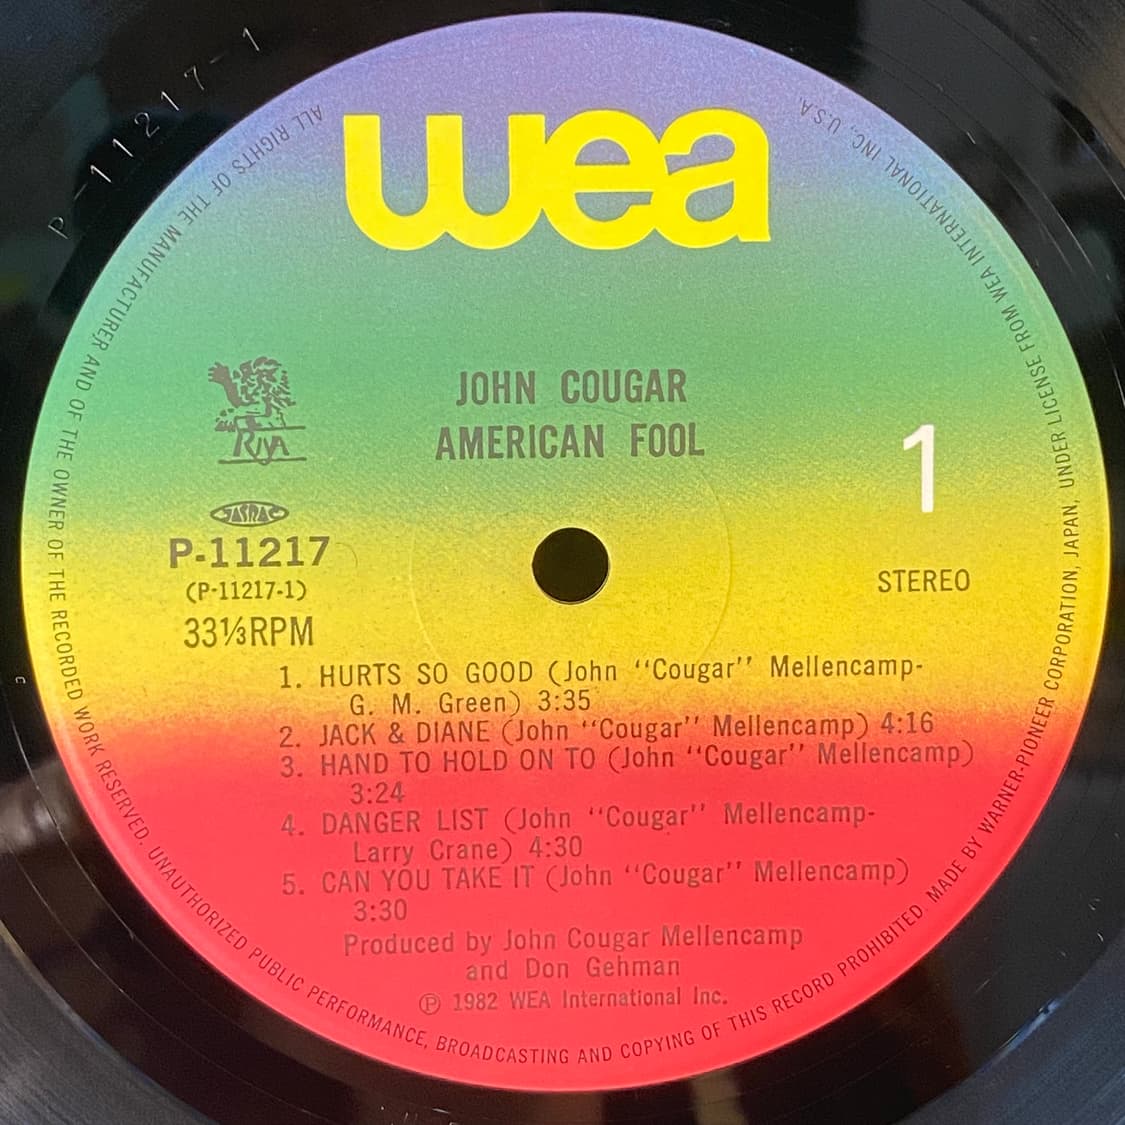 P-11217-1
wea
JOHN COUGAR
AMERICAN FOOL
RIVA
JASRAC
P-11217
(P-11217-1)
33⅓RPM
1
STEREO
1. HURTS SO GOOD (John "Cougar" Mellencamp-
G. M. Green) 3:35
2. JACK & DIANE (John "Cougar" Mellencamp) 4:16
3. HAND TO HOLD ON TO (John "Cougar" Mellencamp)
3:24
4. DANGER LIST (John "Cougar" Mellencamp-
Larry Crane) 4:30
5. CAN YOU TAKE IT (John "Cougar" Mellencamp)
3:30
Produced by John Cougar Mellencamp
and Don Gehman
Ⓟ 1982 WEA International Inc.
ALL RIGHTS OF THE MANUFACTURER AND OF THE OWNER OF THE RECORDED WORK RESERVED. UNAUTHORIZED PUBLIC PERFORMANCE, BROADCASTING AND COPYING OF THIS RECORD PROHIBITED. MADE BY WARNER-PIONEER CORPORATION, JAPAN, UNDER LICENSE FROM WEA INTERNATIONAL INC., U.S.A.